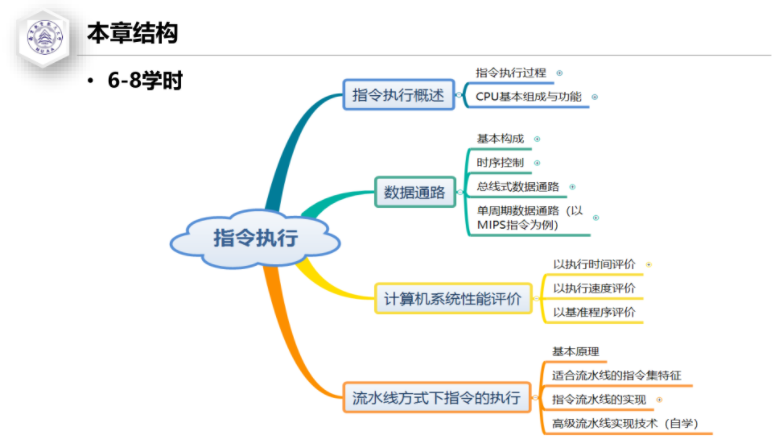 本章结构
• 6-8学时
指令执行
指令执行概述
指令执行过程
CPU基本组成与功能
数据通路
基本构成
时序控制
总线式数据通路
单周期数据通路（以
MIPS指令为例）
计算机系统性能评价
以执行时间评价
以执行速度评价
以基准程序评价
流水线方式下指令的执行
基本原理
适合流水线的指令集特征
指令流水线的实现
高级流水线实现技术（自学）